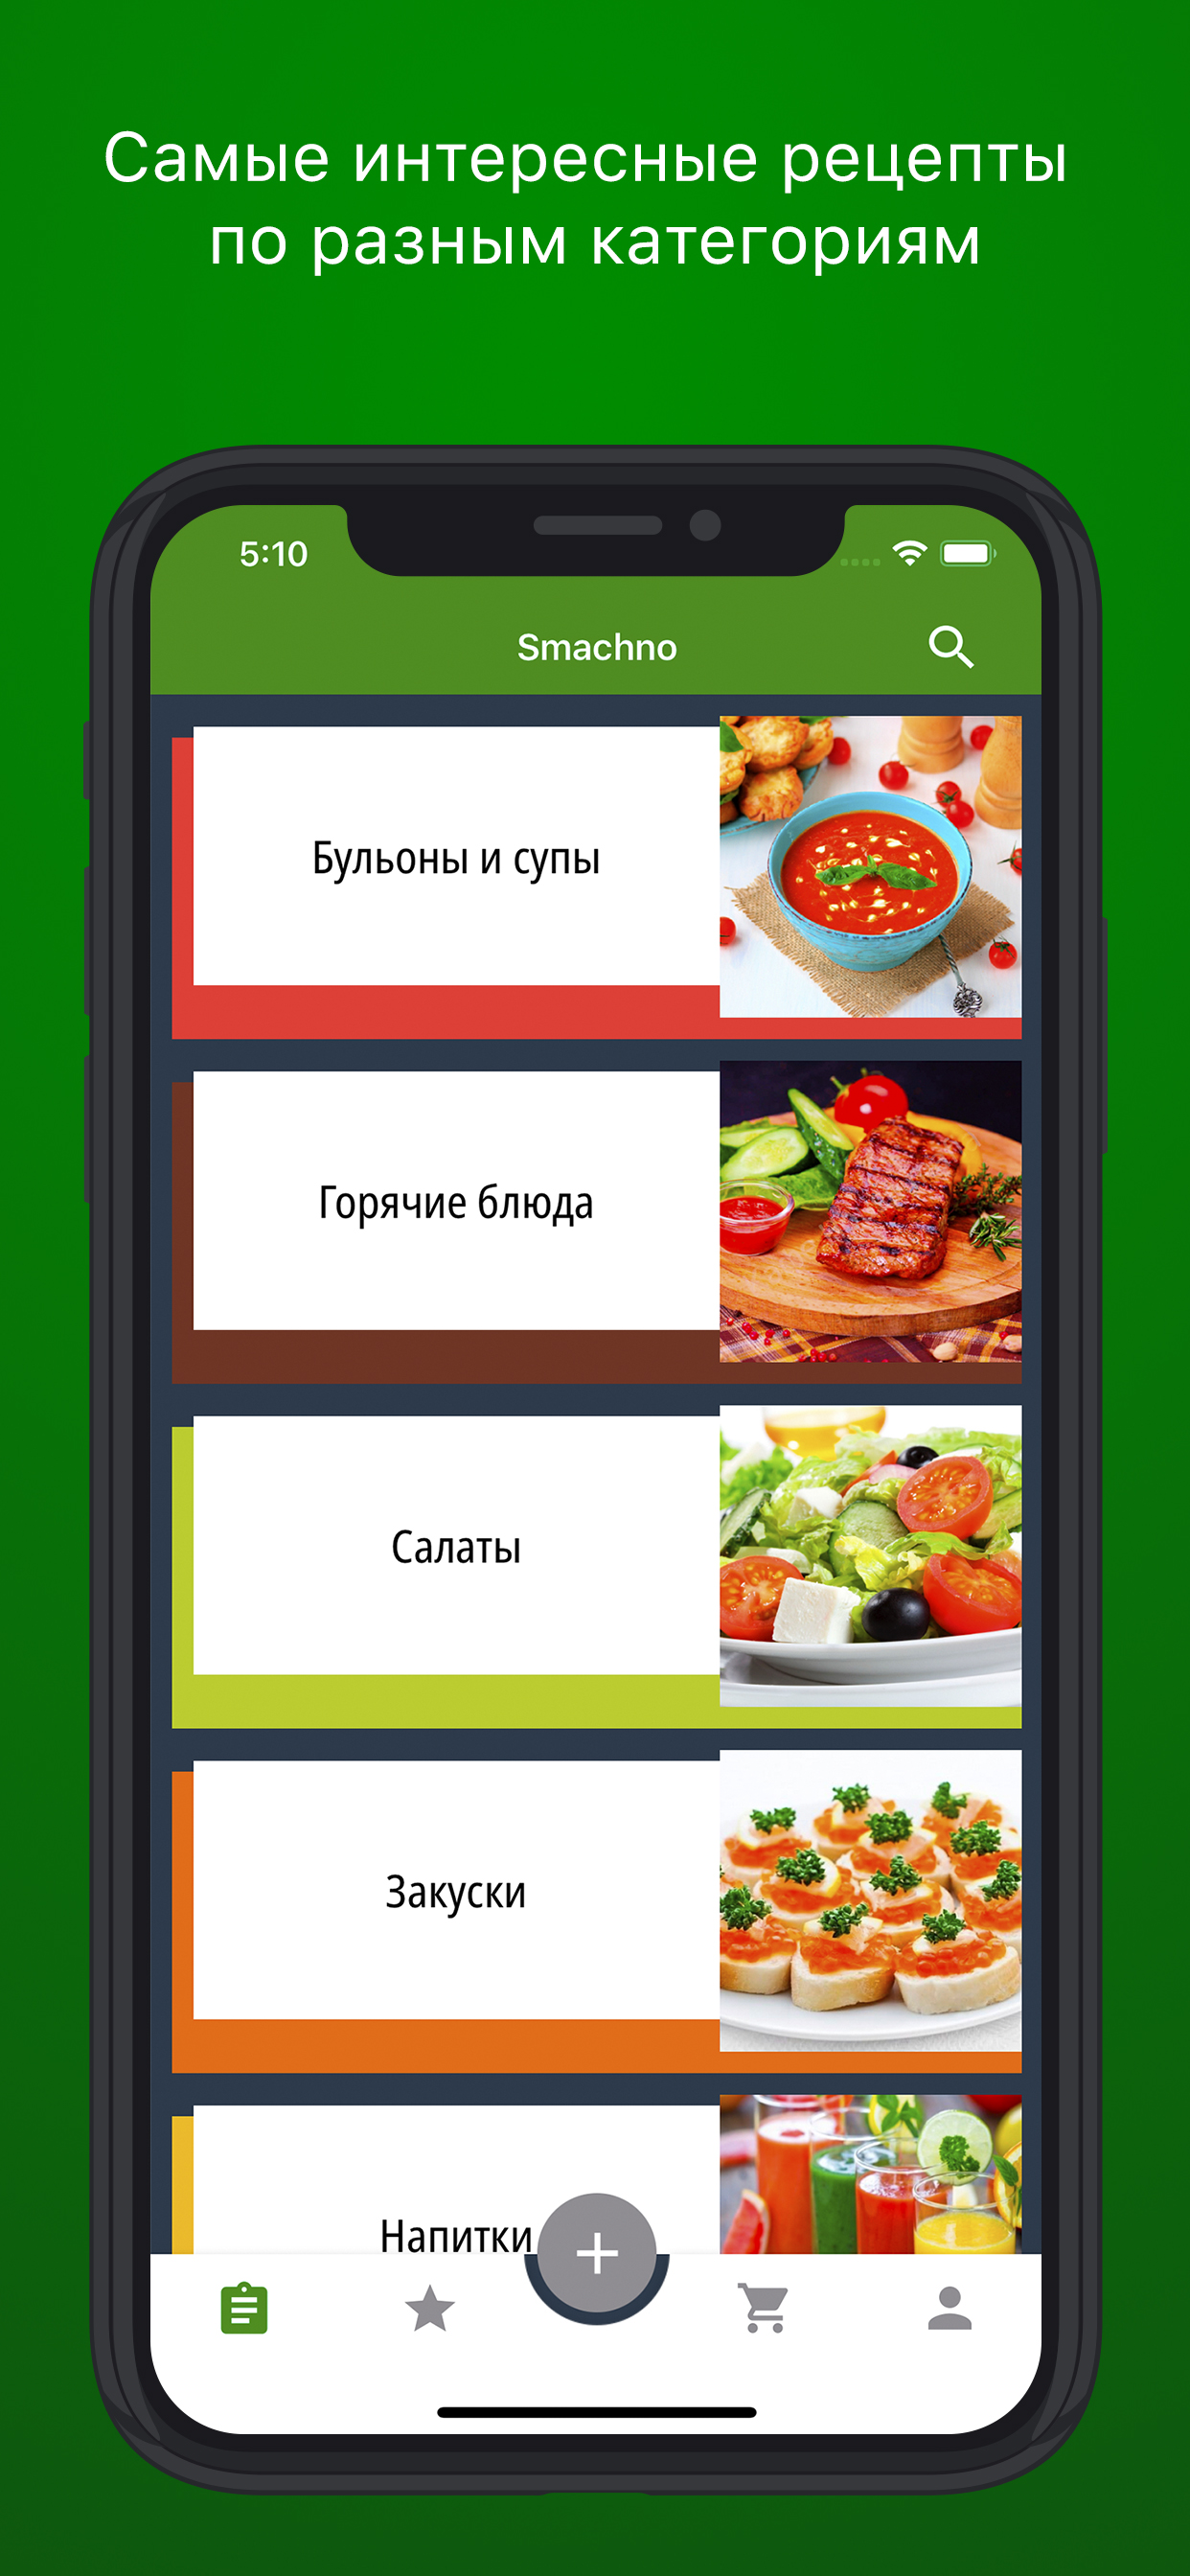 Самые интересные рецепты
по разным категориям
5:10
Smachno
Бульоны и супы
Горячие блюда
Салаты
Закуски
Напитки